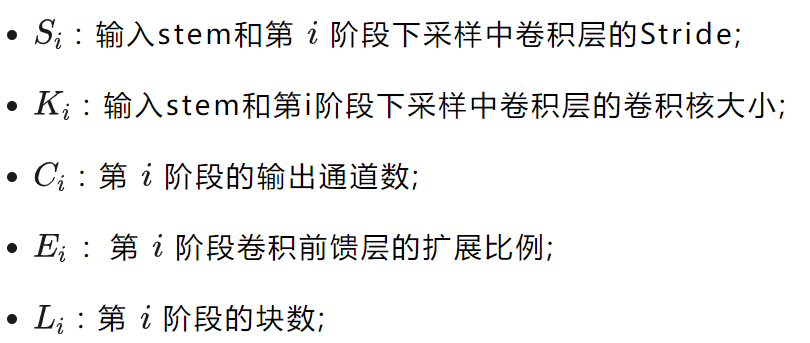 • S_i：输入stem和第 i 阶段下采样中卷积层的Stride;
• K_i：输入stem和第i阶段下采样中卷积层的卷积核大小;
• C_i：第 i 阶段的输出通道数;
• E_i： 第 i 阶段卷积前馈层的扩展比例;
• L_i：第 i 阶段的块数;